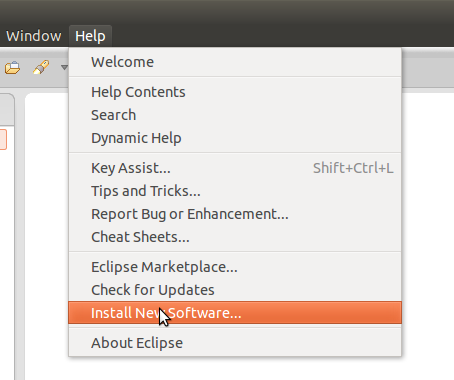 Window Help
Welcome
Help Contents
Search
Dynamic Help
Key Assist... Shift+Ctrl+L
Tips and Tricks...
Report Bug or Enhancement...
Cheat Sheets...
Eclipse Marketplace...
Check for Updates
Install New Software...
About Eclipse